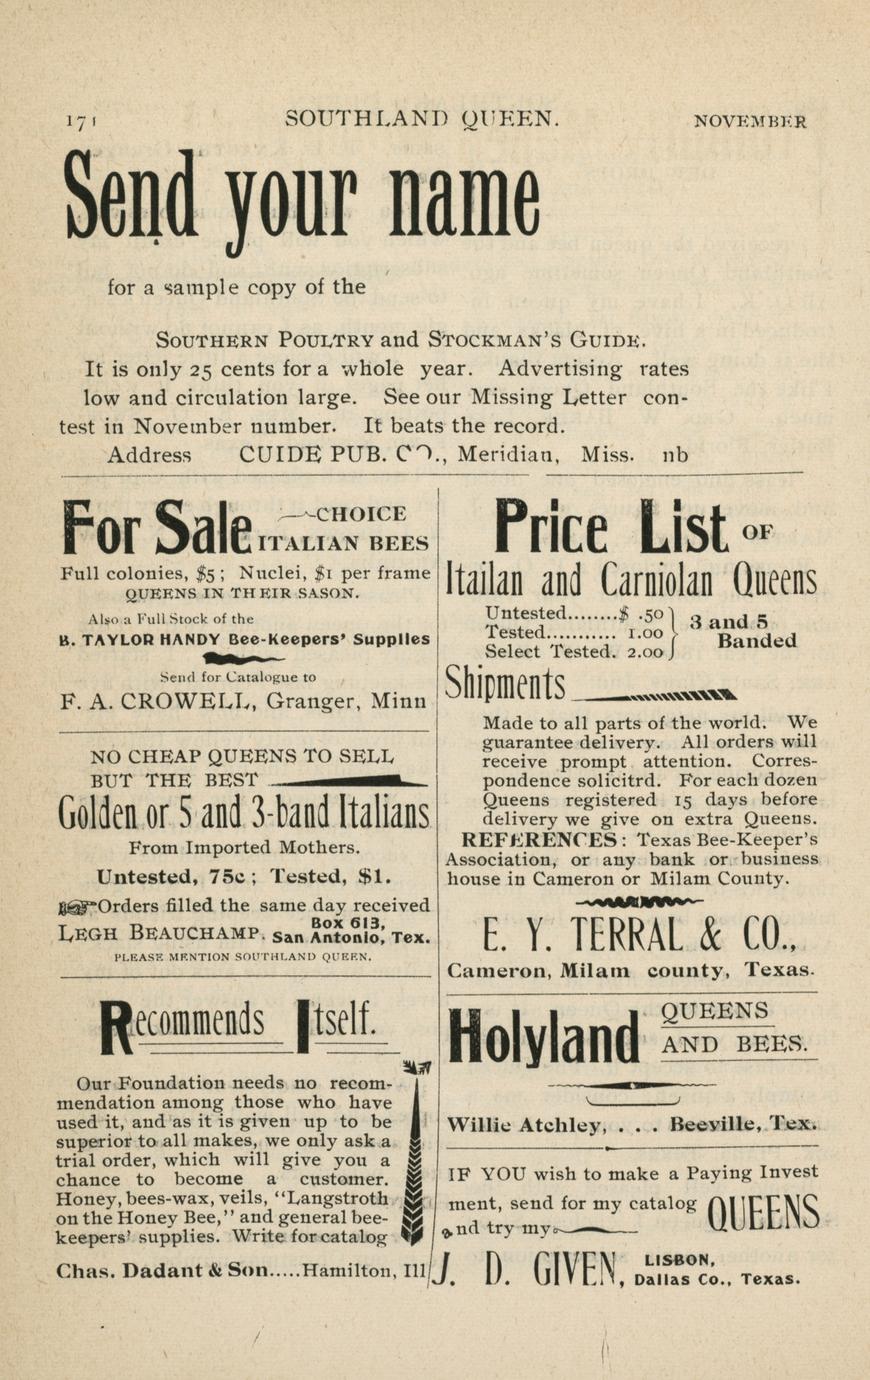 171 SOUTHLAND QUEEN. NOVEMBER
Send your name
for a sample copy of the
SOUTHERN POULTRY and STOCKMAN'S GUIDE.
It is only 25 cents for a whole year. Advertising rates
low and circulation large. See our Missing Letter con-
test in November number. It beats the record.
Address CUIDE PUB. CO., Meridian, Miss. nb
For Sale CHOICE
ITALIAN BEES
Full colonies, $5; Nuclei, $1 per frame
QUEENS IN THEIR SASON.
Also a Full Stock of the
B. TAYLOR HANDY Bee-Keepers' Supplies
Send for Catalogue to
F. A. CROWELL, Granger, Minn
NO CHEAP QUEENS TO SELL
BUT THE BEST
Golden or 5 and 3-band Italians
From Imported Mothers.
Untested, 75c; Tested, $1.
Orders filled the same day received
LEGH BEAUCHAMP. Box 613,
San Antonio, Tex.
PLEASE MENTION SOUTHLAND QUEEN.
Recommends Itself.
Our Foundation needs no recom-
mendation among those who have
used it, and as it is given up to be
superior to all makes, we only ask a
trial order, which will give you a
chance to become a customer.
Honey, bees-wax, veils, "Langstroth
on the Honey Bee," and general bee-
keepers' supplies. Write for catalog
Chas. Dadant & Son.....Hamilton, Ill
Price List OF
Itailan and Carniolan Queens
Untested........$ .50
Tested........... 1.00
Select Tested. 2.00
3 and 5
Banded
Shipments
Made to all parts of the world. We
guarantee delivery. All orders will
receive prompt attention. Corres-
pondence solicitrd. For each dozen
Queens registered 15 days before
delivery we give on extra Queens.
REFERENCES: Texas Bee-Keeper's
Association, or any bank or business
house in Cameron or Milam County.
E. Y. TERRAL & CO.,
Cameron, Milam county, Texas.
Holyland QUEENS
AND BEES.
Willie Atchley, . . . Beeville, Tex.
IF YOU wish to make a Paying Invest
ment, send for my catalog
and try my QUEENS
J. D. GIVEN, LISBON,
Dallas Co., Texas.